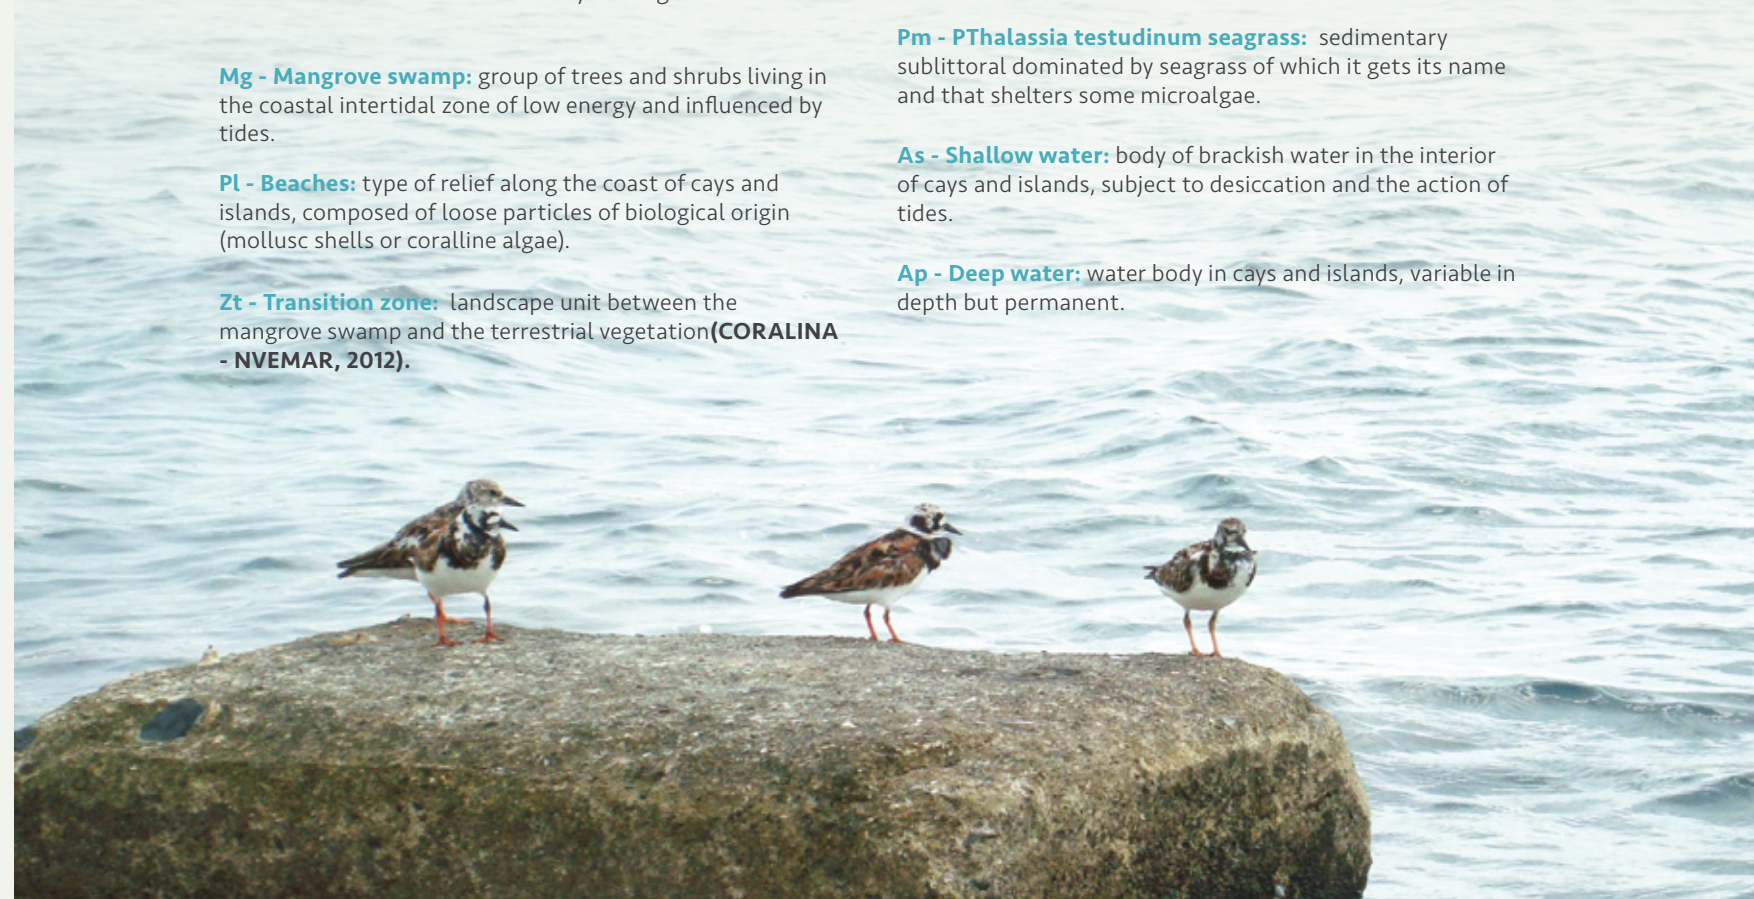 Mg - Mangrove swamp: group of trees and shrubs living in
the coastal intertidal zone of low energy and influenced by
tides.
Pl - Beaches: type of relief along the coast of cays and
islands, composed of loose particles of biological origin
(mollusc shells or coralline algae).
Zt - Transition zone: landscape unit between the
mangrove swamp and the terrestrial vegetation(CORALINA
- NVEMAR, 2012).
Pm - PThalassia testudinum seagrass: sedimentary
sublittoral dominated by seagrass of which it gets its name
and that shelters some microalgae.
As - Shallow water: body of brackish water in the interior
of cays and islands, subject to desiccation and the action of
tides.
Ap - Deep water: water body in cays and islands, variable in
depth but permanent.